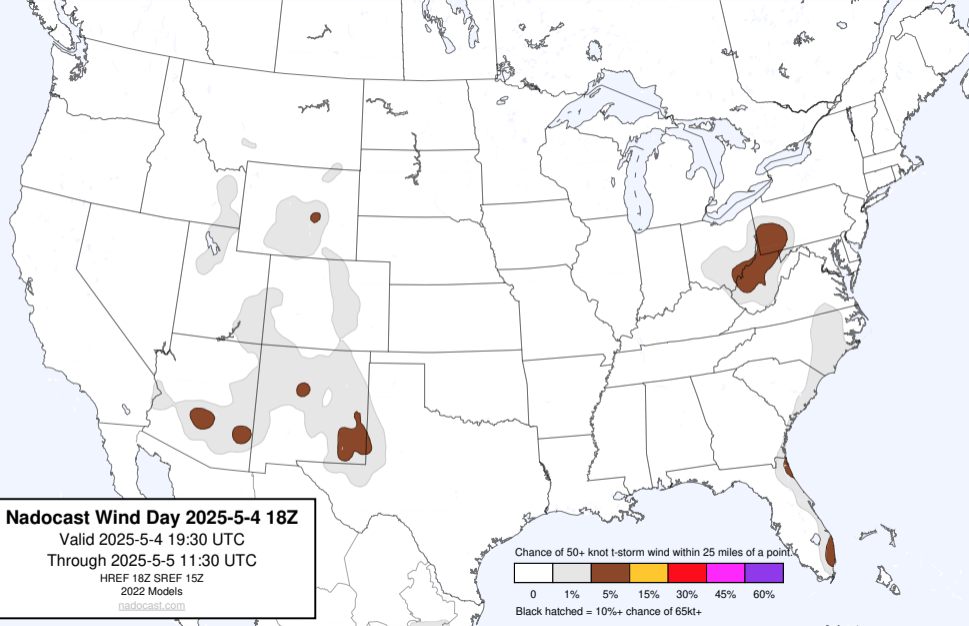 Nadocast Wind Day 2025-5-4 18Z
Valid 2025-5-4 19:30 UTC
Through 2025-5-5 11:30 UTC
HREF 18Z SREF 15Z
2022 Models
nadocast.com
Chance of 50+ knot t-storm wind within 25 miles of a point.
0 1% 5% 15% 30% 45% 60%
Black hatched = 10%+ chance of 65kt+